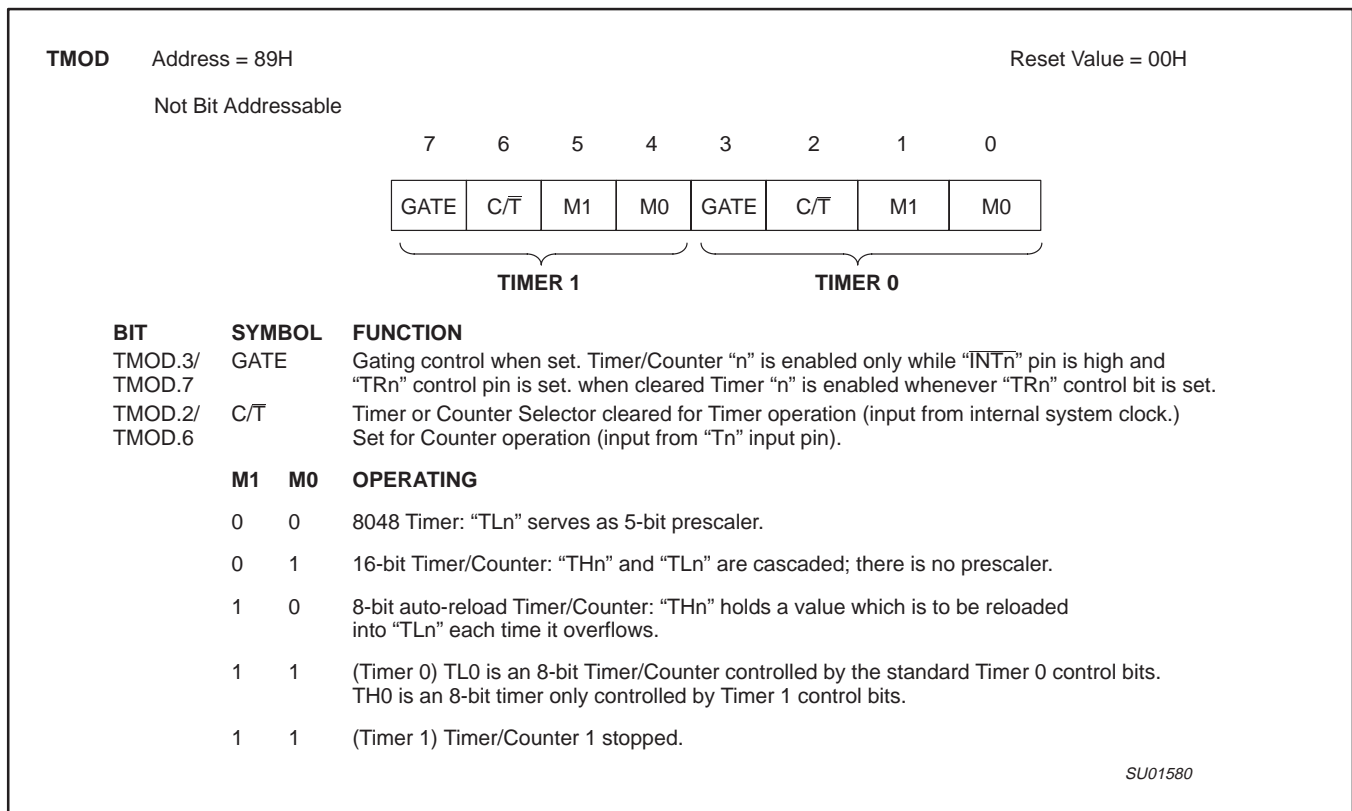 TMOD Address = 89H Reset Value = 00H
Not Bit Addressable
7 6 5 4 3 2 1 0
GATE C/T̅ M1 M0 GATE C/T̅ M1 M0
TIMER 1 TIMER 0
BIT SYMBOL FUNCTION
TMOD.3/ GATE Gating control when set. Timer/Counter “n” is enabled only while “I̅N̅T̅n̅” pin is high and
TMOD.7 “TRn” control pin is set. when cleared Timer “n” is enabled whenever “TRn” control bit is set.
TMOD.2/ C/T̅ Timer or Counter Selector cleared for Timer operation (input from internal system clock.)
TMOD.6 Set for Counter operation (input from “Tn” input pin).
M1 M0 OPERATING
0 0 8048 Timer: “TLn” serves as 5-bit prescaler.
0 1 16-bit Timer/Counter: “THn” and “TLn” are cascaded; there is no prescaler.
1 0 8-bit auto-reload Timer/Counter: “THn” holds a value which is to be reloaded
into “TLn” each time it overflows.
1 1 (Timer 0) TL0 is an 8-bit Timer/Counter controlled by the standard Timer 0 control bits.
TH0 is an 8-bit timer only controlled by Timer 1 control bits.
1 1 (Timer 1) Timer/Counter 1 stopped.
SU01580